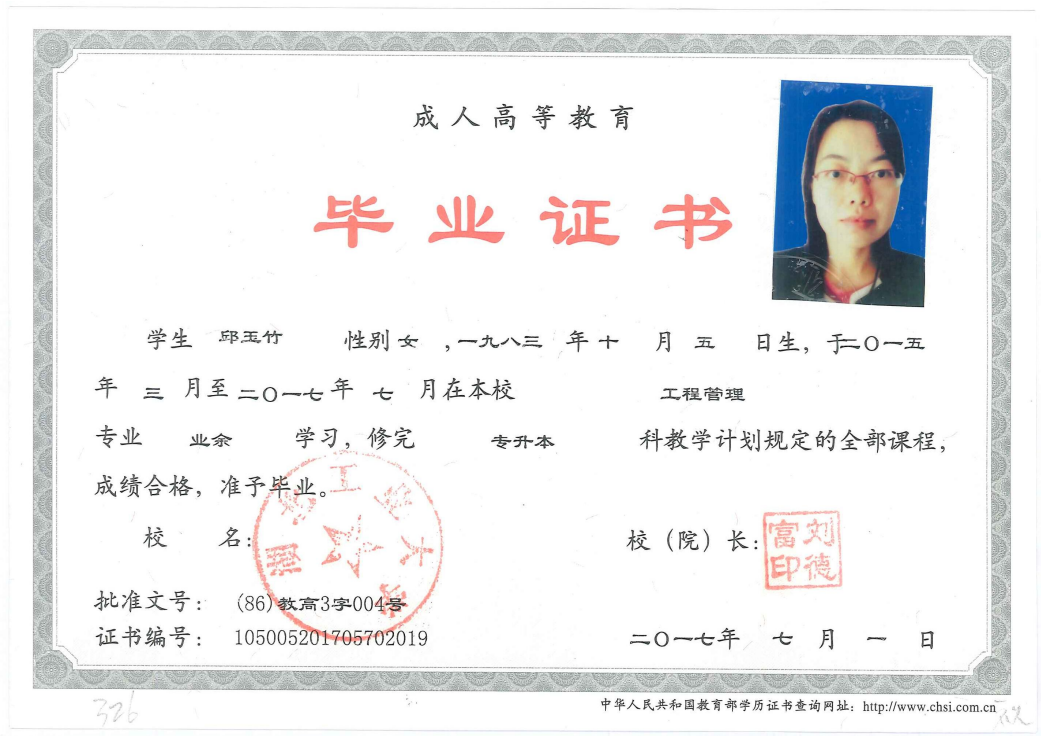 成人高等教育
毕业证书
学生 邱玉竹 性别 女 ,一九八三 年 十 月 五 日生, 于二〇一五
年 三 月至 二〇一七 年 七 月在本校 工程管理
专业 业余 学习, 修完 专升本 科教学计划规定的全部课程,
成绩合格, 准予毕业。
校 名: 湖北工业大学
校（院）长: 刘德富印
批准文号: (86)教高3字004号
证书编号: 105005201705702019
二〇一七年 七 月 一 日
中华人民共和国教育部学历证书查询网址: http://www.chsi.com.cn
326